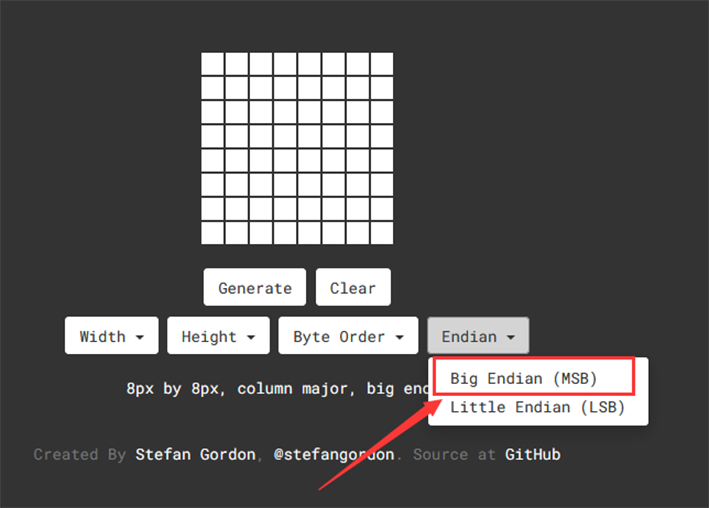 Generate Clear
Width Height Byte Order Endian
Big Endian (MSB)
8px by 8px, column major, big end
Little Endian (LSB)
Created By Stefan Gordon, @stefangordon. Source at GitHub